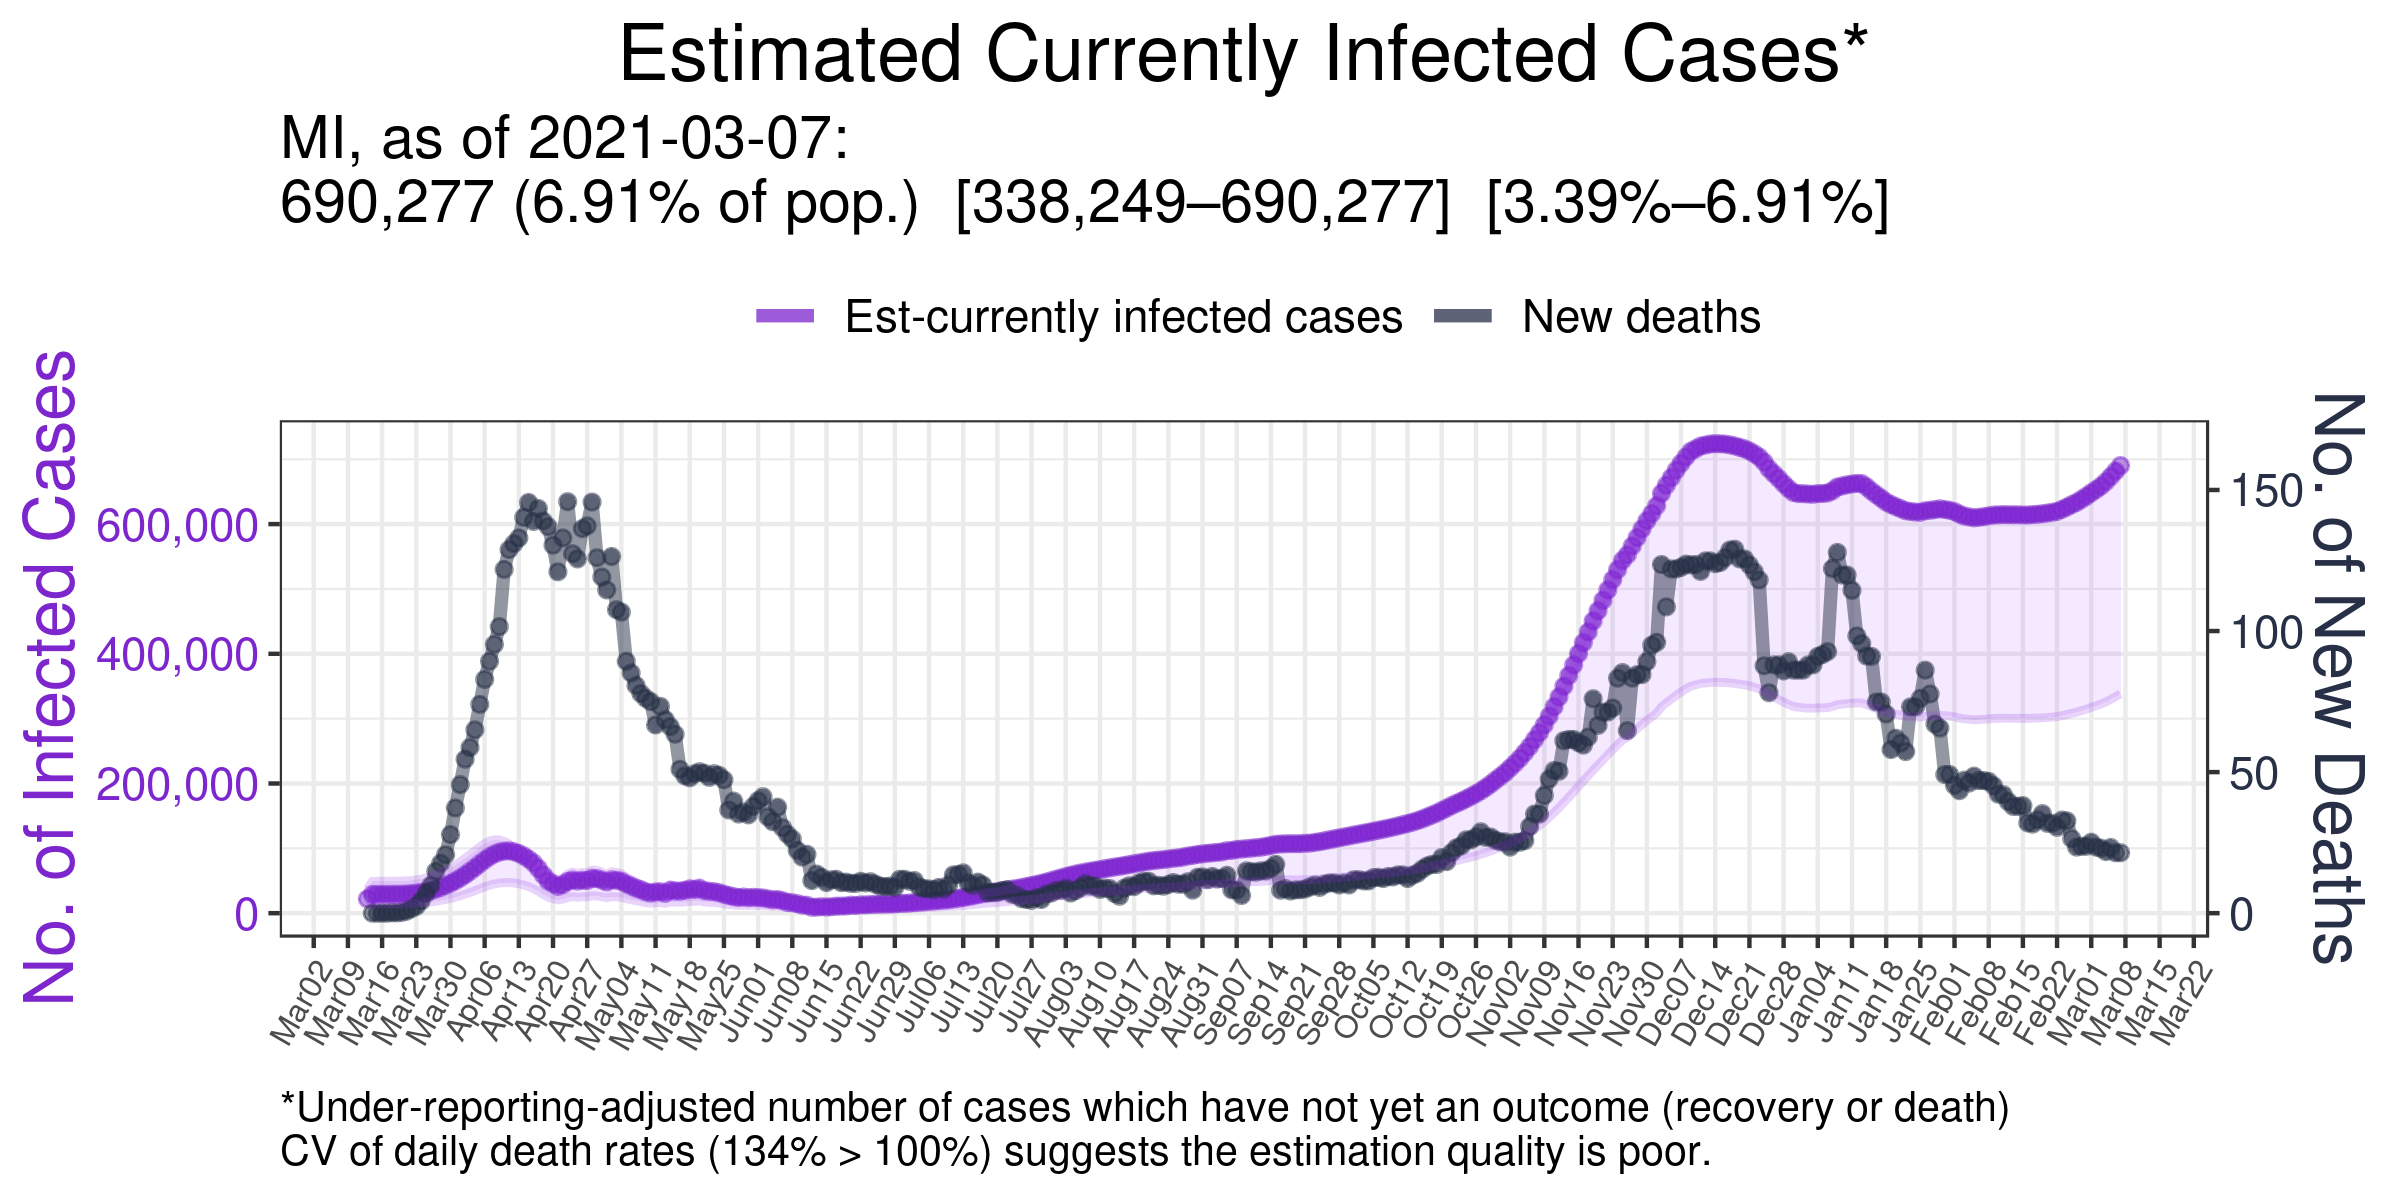 Estimated Currently Infected Cases*
MI, as of 2021-03-07:
690,277 (6.91% of pop.) [338,249–690,277] [3.39%–6.91%]
Est-currently infected cases
New deaths
No. of Infected Cases
600,000
400,000
200,000
0
150
100
50
0
No. of New Deaths
Mar02
Mar09
Mar16
Mar23
Mar30
Apr06
Apr13
Apr20
Apr27
May04
May11
May18
May25
Jun01
Jun08
Jun15
Jun22
Jun29
Jul06
Jul13
Jul20
Jul27
Aug03
Aug10
Aug17
Aug24
Aug31
Sep07
Sep14
Sep21
Sep28
Oct05
Oct12
Oct19
Oct26
Nov02
Nov09
Nov16
Nov23
Nov30
Dec07
Dec14
Dec21
Dec28
Jan04
Jan11
Jan18
Jan25
Feb01
Feb08
Feb15
Feb22
Mar01
Mar08
Mar15
Mar22
*Under-reporting-adjusted number of cases which have not yet an outcome (recovery or death)
CV of daily death rates (134% > 100%) suggests the estimation quality is poor.